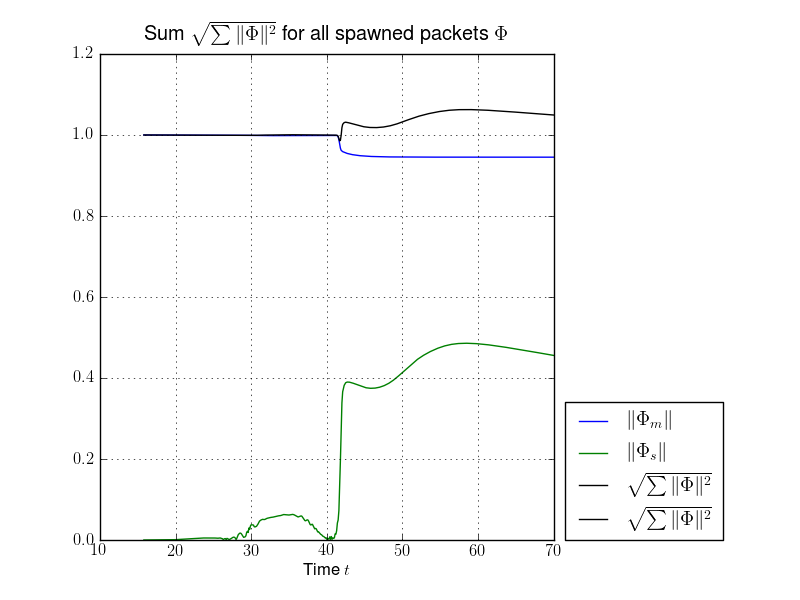 Sum √∑‖Φ‖² for all spawned packets Φ
1.2
1.0
0.8
0.6
0.4
0.2
0.0
10 20 30 40 50 60 70
Time t
‖Φₘ‖
‖Φₛ‖
√∑‖Φ‖²
√∑‖Φ‖²